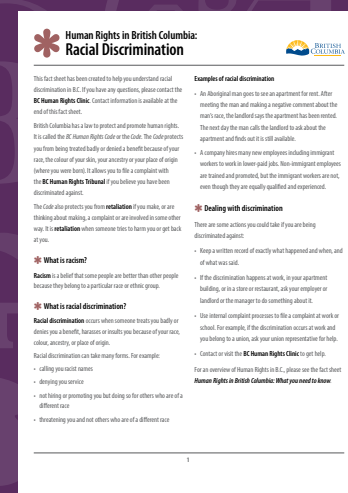 Human Rights in British Columbia:
Racial Discrimination
BRITISH
COLUMBIA
This fact sheet has been created to help you understand racial
discrimination in B.C. If you have any questions, please contact the
BC Human Rights Clinic. Contact information is available at the
end of this fact sheet.
British Columbia has a law to protect and promote human rights.
It is called the BC Human Rights Code or the Code. The Code protects
you from being treated badly or denied a benefit because of your
race, the colour of your skin, your ancestry or your place of origin
(where you were born). It allows you to file a complaint with
the BC Human Rights Tribunal if you believe you have been
discriminated against.
The Code also protects you from retaliation if you make, or are
thinking about making, a complaint or are involved in some other
way. It is retaliation when someone tries to harm you or get back
at you.
What is racism?
Racism is a belief that some people are better than other people
because they belong to a particular race or ethnic group.
What is racial discrimination?
Racial discrimination occurs when someone treats you badly or
denies you a benefit, harasses or insults you because of your race,
colour, ancestry, or place of origin.
Racial discrimination can take many forms. For example:
• calling you racist names
• denying you service
• not hiring or promoting you but doing so for others who are of a
different race
• threatening you and not others who are of a different race
Examples of racial discrimination
• An Aboriginal man goes to see an apartment for rent. After
meeting the man and making a negative comment about the
man's race, the landlord says the apartment has been rented.
The next day the man calls the landlord to ask about the
apartment and finds out it is still available.
• A company hires many new employees including immigrant
workers to work in lower-paid jobs. Non-immigrant employees
are trained and promoted, but the immigrant workers are not,
even though they are equally qualified and experienced.
Dealing with discrimination
There are some actions you could take if you are being
discriminated against:
• Keep a written record of exactly what happened and when, and
of what was said.
• If the discrimination happens at work, in your apartment
building, or in a store or restaurant, ask your employer or
landlord or the manager to do something about it.
• Use internal complaint processes to file a complaint at work or
school. For example, if the discrimination occurs at work and
you belong to a union, ask your union representative for help.
• Contact or visit the BC Human Rights Clinic to get help.
For an overview of Human Rights in B.C., please see the fact sheet
Human Rights in British Columbia: What you need to know.
1